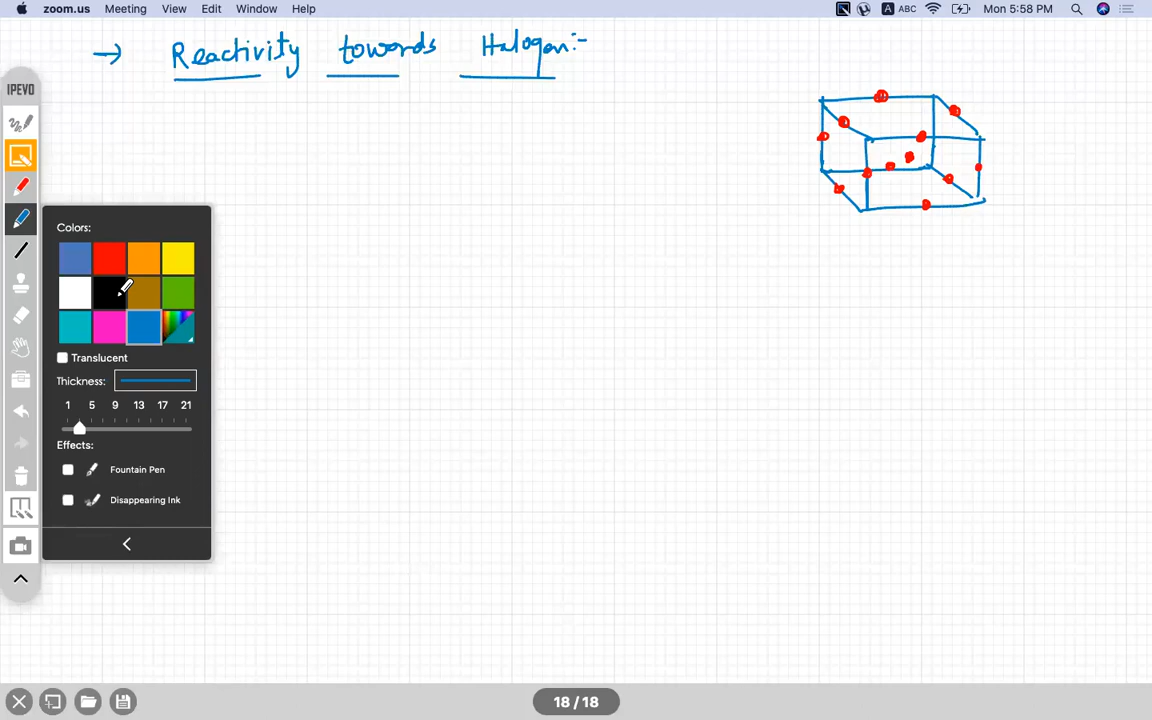 zoom.us Meeting View Edit Window Help A ABC Mon 5:58 PM
→ Reactivity towards Halogen:-
IPEVO
Colors:
Translucent
Thickness:
1 5 9 13 17 21
Effects:
Fountain Pen
Disappearing Ink
18 / 18